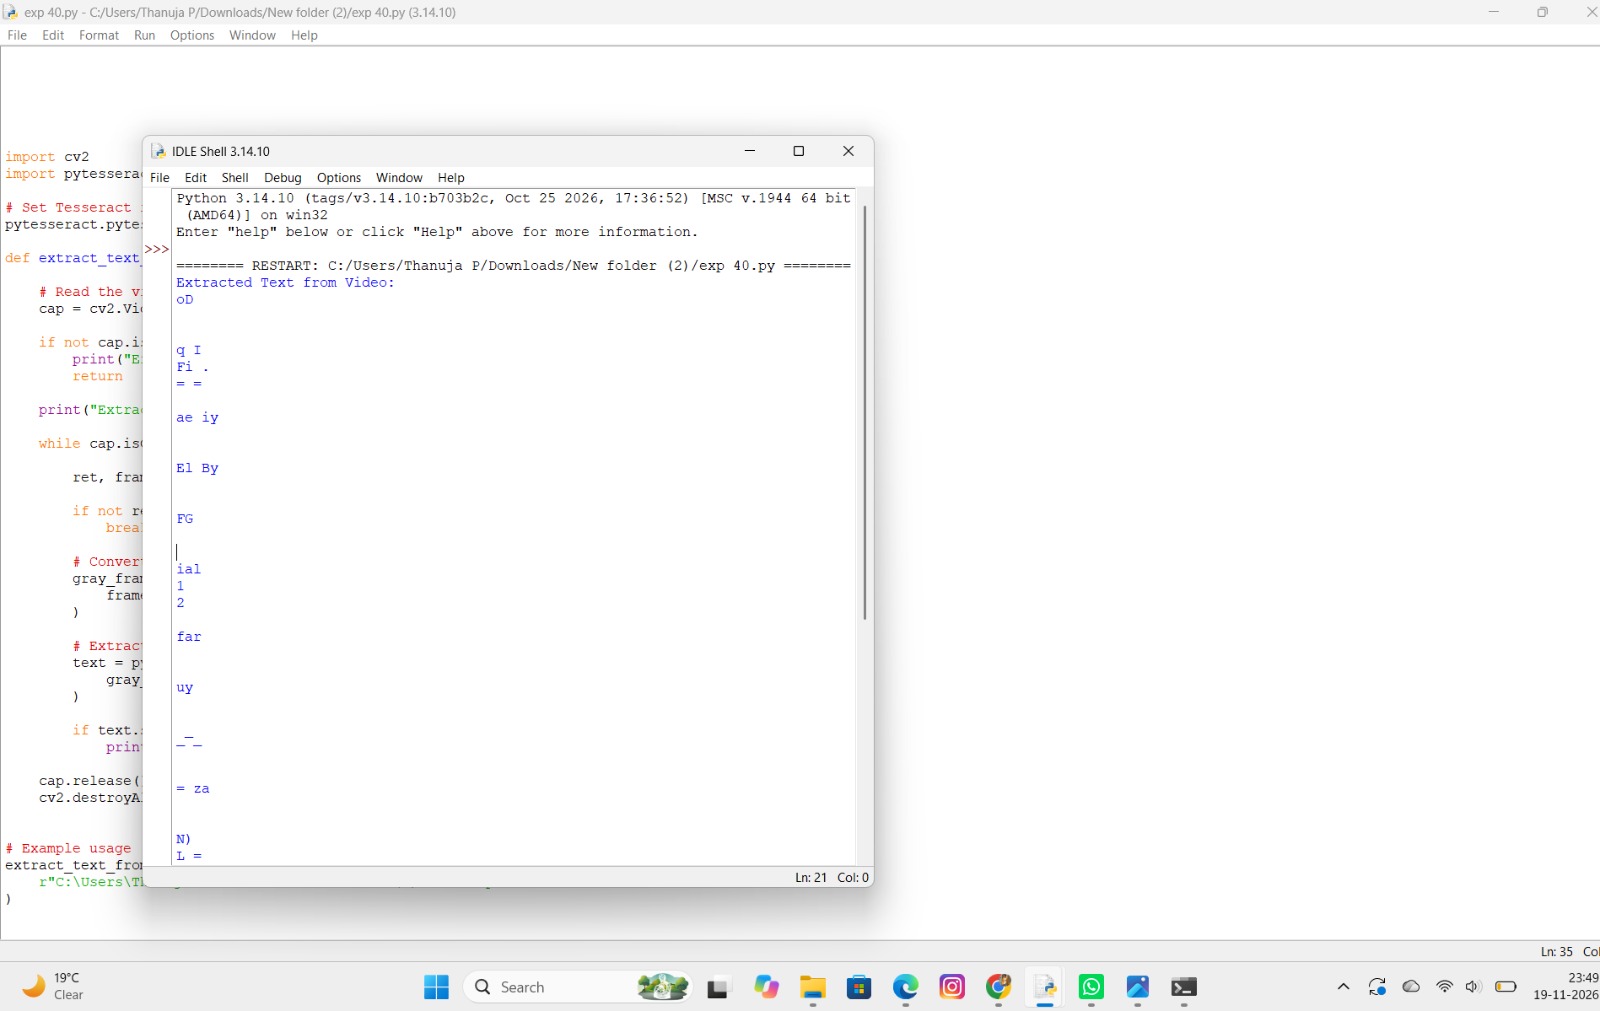 exp 40.py - C:/Users/Thanuja P/Downloads/New folder (2)/exp 40.py (3.14.10)
File Edit Format Run Options Window Help
import cv2
import pytessera
# Set Tesseract
pytesseract.pyte
def extract_text_
# Read the v
cap = cv2.Vi
if not cap.i
print("E
return
print("Extra
while cap.is
ret, fra
if not r
brea
# Conver
gray_fra
frame
)
# Extrac
text = p
gray_
)
if text.
prin
cap.release(
cv2.destroyA
# Example usage
extract_text_fro
r"C:\Users\T
)
IDLE Shell 3.14.10
File Edit Shell Debug Options Window Help
Python 3.14.10 (tags/v3.14.10:b703b2c, Oct 25 2026, 17:36:52) [MSC v.1944 64 bit
(AMD64)] on win32
Enter "help" below or click "Help" above for more information.
>>>
======== RESTART: C:/Users/Thanuja P/Downloads/New folder (2)/exp 40.py ========
Extracted Text from Video:
oD
q I
Fi .
= =
ae iy
El By
FG
ial
1
2
far
uy
_
_ _
= za
N)
L =
Ln: 21 Col: 0
Ln: 35 Col
19°C
Clear
Search
23:49
19-11-2026